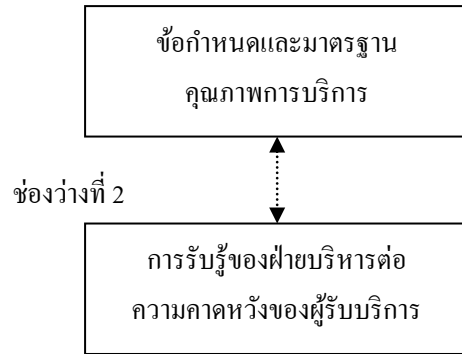 ข้อกำหนดและมาตรฐาน
คุณภาพการบริการ
ช่องว่างที่ 2
การรับรู้ของฝ่ายบริหารต่อ
ความคาดหวังของผู้รับบริการ